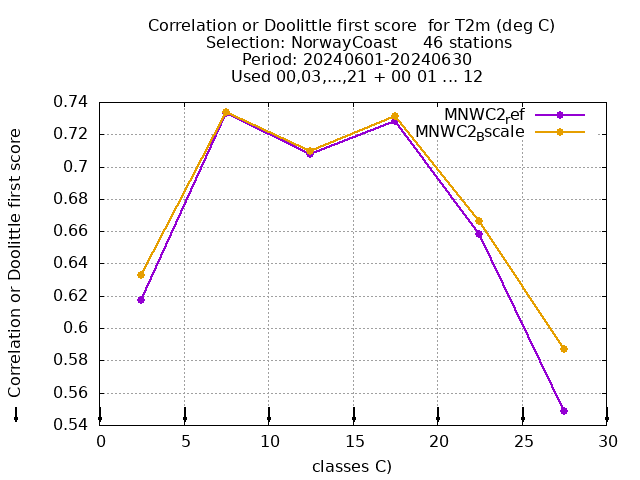 Correlation or Doolittle first score  for T2m (deg C)
Selection: NorwayCoast     46 stations
Period: 20240601-20240630
Used 00,03,...,21 + 00 01 ... 12
Correlation or Doolittle first score
0.74
0.72
0.7
0.68
0.66
0.64
0.62
0.6
0.58
0.56
0.54
MNWC2ref
MNWC2Bscale
0 5 10 15 20 25 30
classes C)